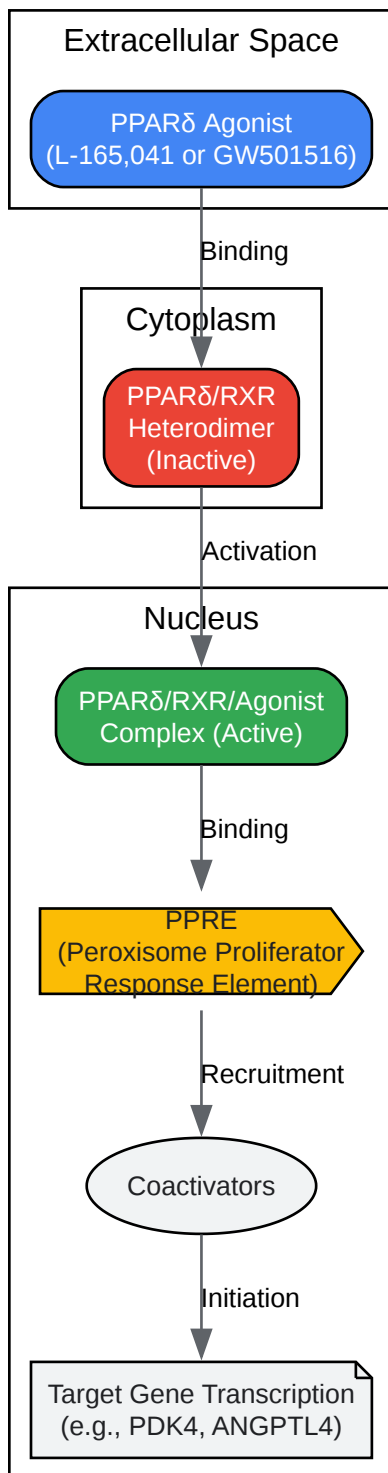 Extracellular Space
PPARδ Agonist
(L-165,041 or GW501516)
Binding
Cytoplasm
PPARδ/RXR
Heterodimer
(Inactive)
Activation
Nucleus
PPARδ/RXR/Agonist
Complex (Active)
Binding
PPRE
(Peroxisome Proliferator
Response Element)
Recruitment
Coactivators
Initiation
Target Gene Transcription
(e.g., PDK4, ANGPTL4)